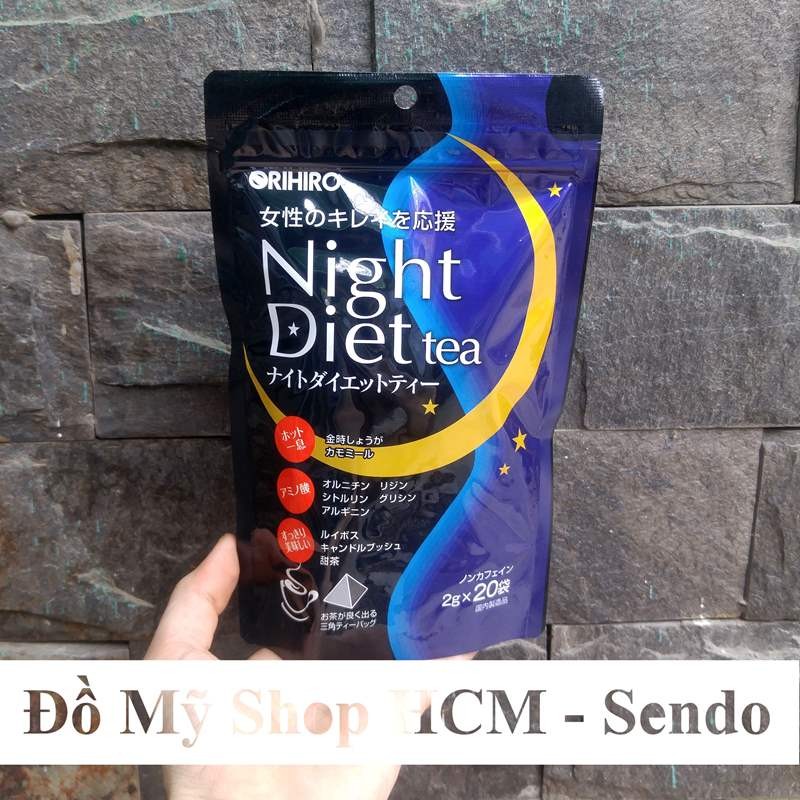 ORIHIRO
女性のキレイを応援
Night
Diet tea
ナイトダイエットティー
ホット
一息
金時しょうが
カモミール
アミノ酸
オルニチン リジン
シトルリン グリシン
アルギニン
すっきり
美味しい
ルイボス
キャンドルブッシュ
甜茶
お茶が良く出る
三角ティーバッグ
ノンカフェイン
2g×20袋
国内製造品
Đồ Mỹ Shop HCM - Sendo